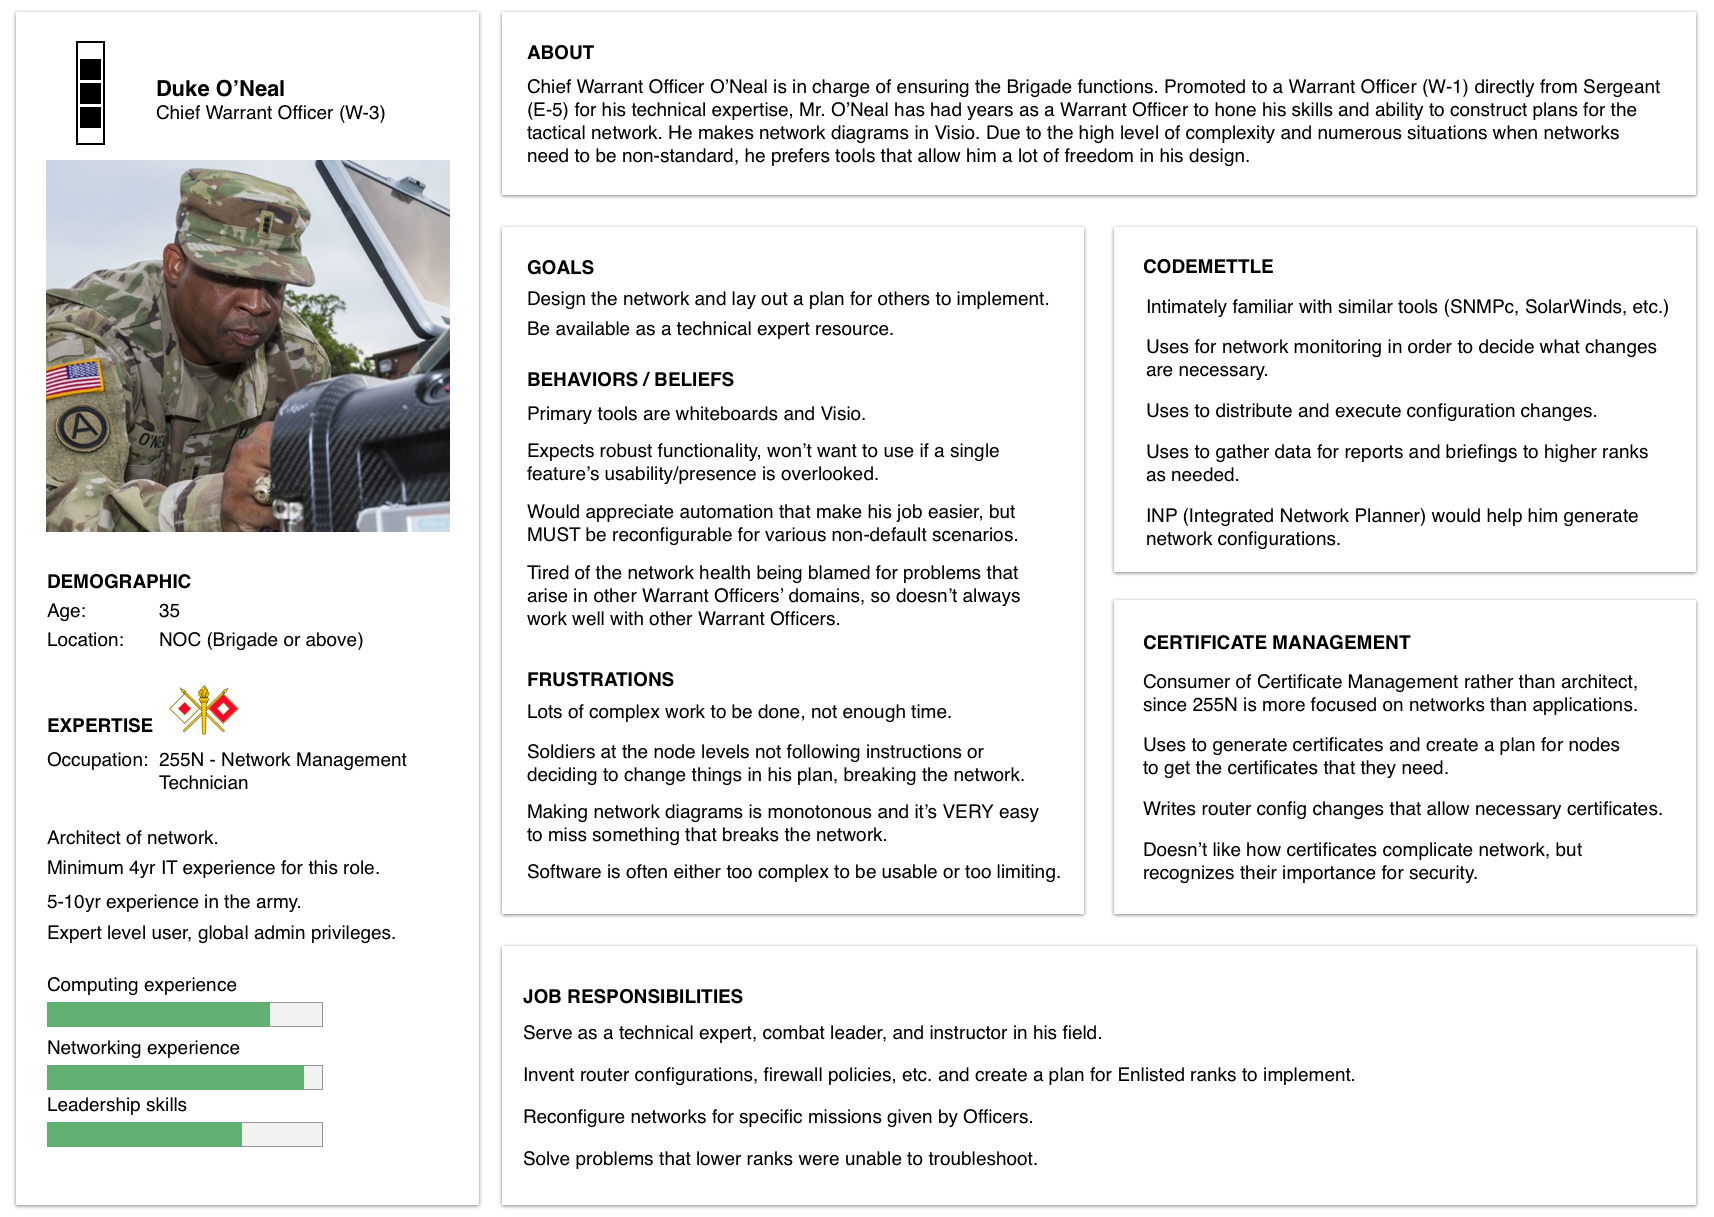 Duke O’Neal
Chief Warrant Officer (W-3)
O'NEAL
DEMOGRAPHIC
Age: 35
Location: NOC (Brigade or above)
EXPERTISE
Occupation: 255N - Network Management
Technician
Architect of network.
Minimum 4yr IT experience for this role.
5-10yr experience in the army.
Expert level user, global admin privileges.
Computing experience
Networking experience
Leadership skills
ABOUT
Chief Warrant Officer O’Neal is in charge of ensuring the Brigade functions. Promoted to a Warrant Officer (W-1) directly from Sergeant
(E-5) for his technical expertise, Mr. O’Neal has had years as a Warrant Officer to hone his skills and ability to construct plans for the
tactical network. He makes network diagrams in Visio. Due to the high level of complexity and numerous situations when networks
need to be non-standard, he prefers tools that allow him a lot of freedom in his design.
GOALS
Design the network and lay out a plan for others to implement.
Be available as a technical expert resource.
BEHAVIORS / BELIEFS
Primary tools are whiteboards and Visio.
Expects robust functionality, won’t want to use if a single
feature’s usability/presence is overlooked.
Would appreciate automation that make his job easier, but
MUST be reconfigurable for various non-default scenarios.
Tired of the network health being blamed for problems that
arise in other Warrant Officers’ domains, so doesn’t always
work well with other Warrant Officers.
FRUSTRATIONS
Lots of complex work to be done, not enough time.
Soldiers at the node levels not following instructions or
deciding to change things in his plan, breaking the network.
Making network diagrams is monotonous and it’s VERY easy
to miss something that breaks the network.
Software is often either too complex to be usable or too limiting.
CODEMETTLE
Intimately familiar with similar tools (SNMPc, SolarWinds, etc.)
Uses for network monitoring in order to decide what changes
are necessary.
Uses to distribute and execute configuration changes.
Uses to gather data for reports and briefings to higher ranks
as needed.
INP (Integrated Network Planner) would help him generate
network configurations.
CERTIFICATE MANAGEMENT
Consumer of Certificate Management rather than architect,
since 255N is more focused on networks than applications.
Uses to generate certificates and create a plan for nodes
to get the certificates that they need.
Writes router config changes that allow necessary certificates.
Doesn’t like how certificates complicate network, but
recognizes their importance for security.
JOB RESPONSIBILITIES
Serve as a technical expert, combat leader, and instructor in his field.
Invent router configurations, firewall policies, etc. and create a plan for Enlisted ranks to implement.
Reconfigure networks for specific missions given by Officers.
Solve problems that lower ranks were unable to troubleshoot.